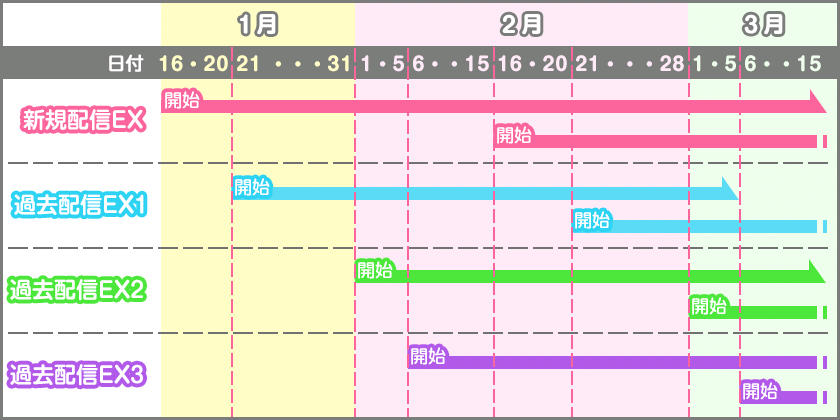 1月 2月 3月
日付 16・20 21・・・31 1・5 6・・15 16・20 21・・・28 1・5 6・・15
開始
新規配信EX
開始
開始
過去配信EX1
開始
開始
過去配信EX2
開始
開始
過去配信EX3
開始